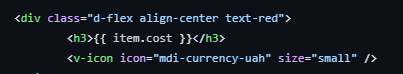 <div class="d-flex align-center text-red">
<h3>{{ item.cost }}</h3>
<v-icon icon="mdi-currency-uah" size="small" />